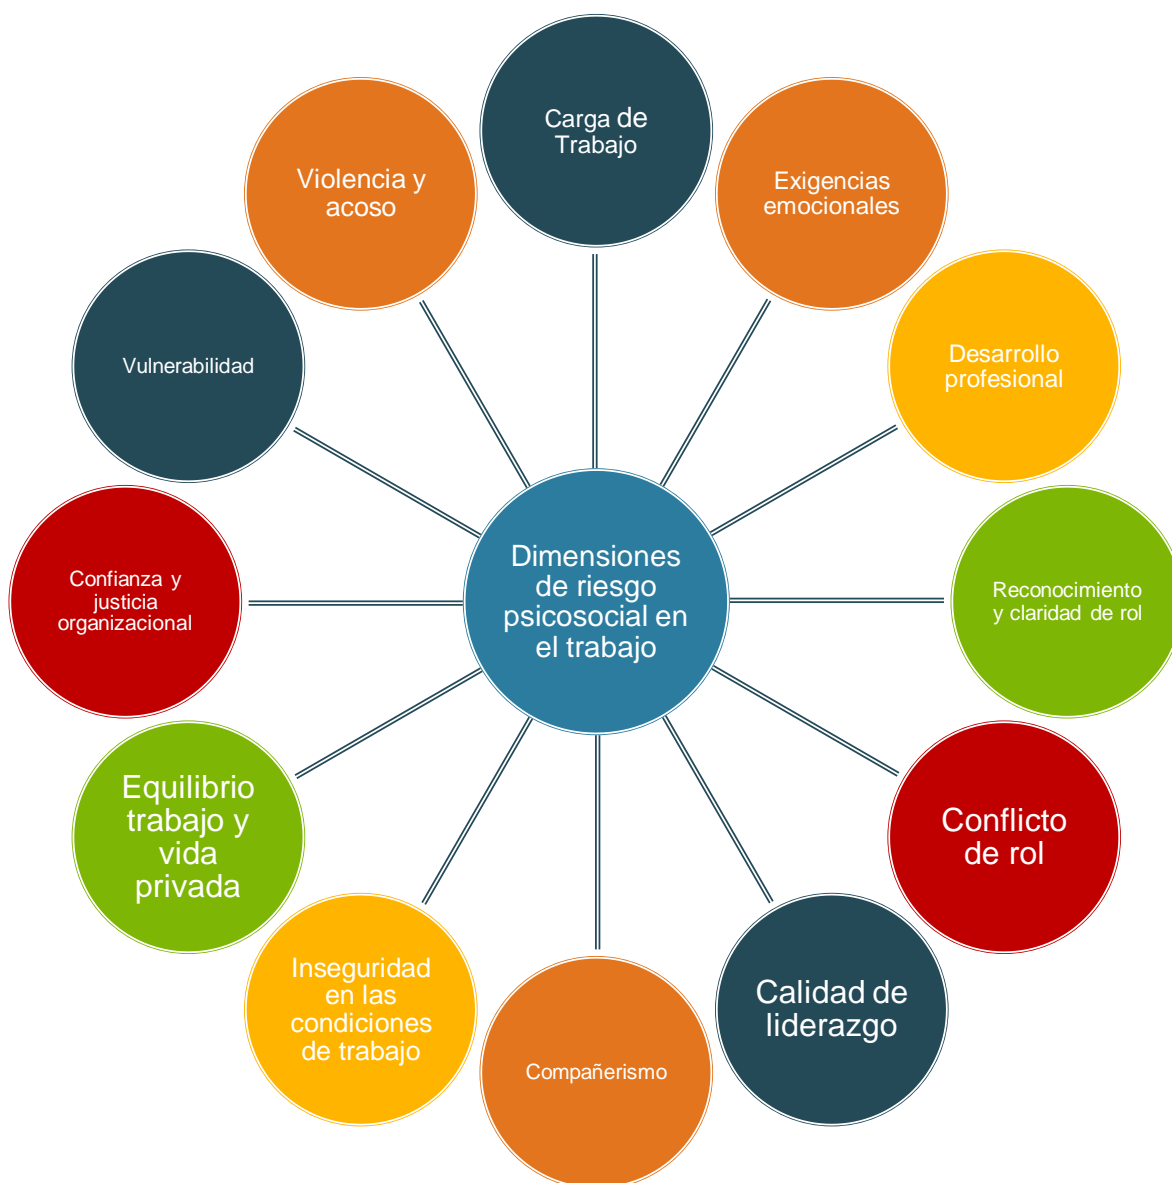 Carga de
Trabajo
Exigencias
emocionales
Desarrollo
profesional
Reconocimiento
y claridad de rol
Conflicto
de rol
Calidad de
liderazgo
Compañerismo
Inseguridad
en las
condiciones
de trabajo
Equilibrio
trabajo y
vida
privada
Confianza y
justicia
organizacional
Vulnerabilidad
Violencia y
acoso
Dimensiones
de riesgo
psicosocial en
el trabajo